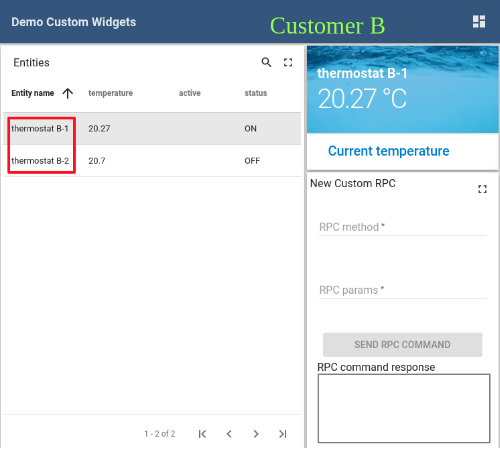 Demo Custom Widgets
Customer B
Entities
Entity name temperature active status
thermostat B-1 20.27 ON
thermostat B-2 20.7 OFF
1 - 2 of 2
thermostat B-1
20.27 °C
Current temperature
New Custom RPC
RPC method *
RPC params *
SEND RPC COMMAND
RPC command response